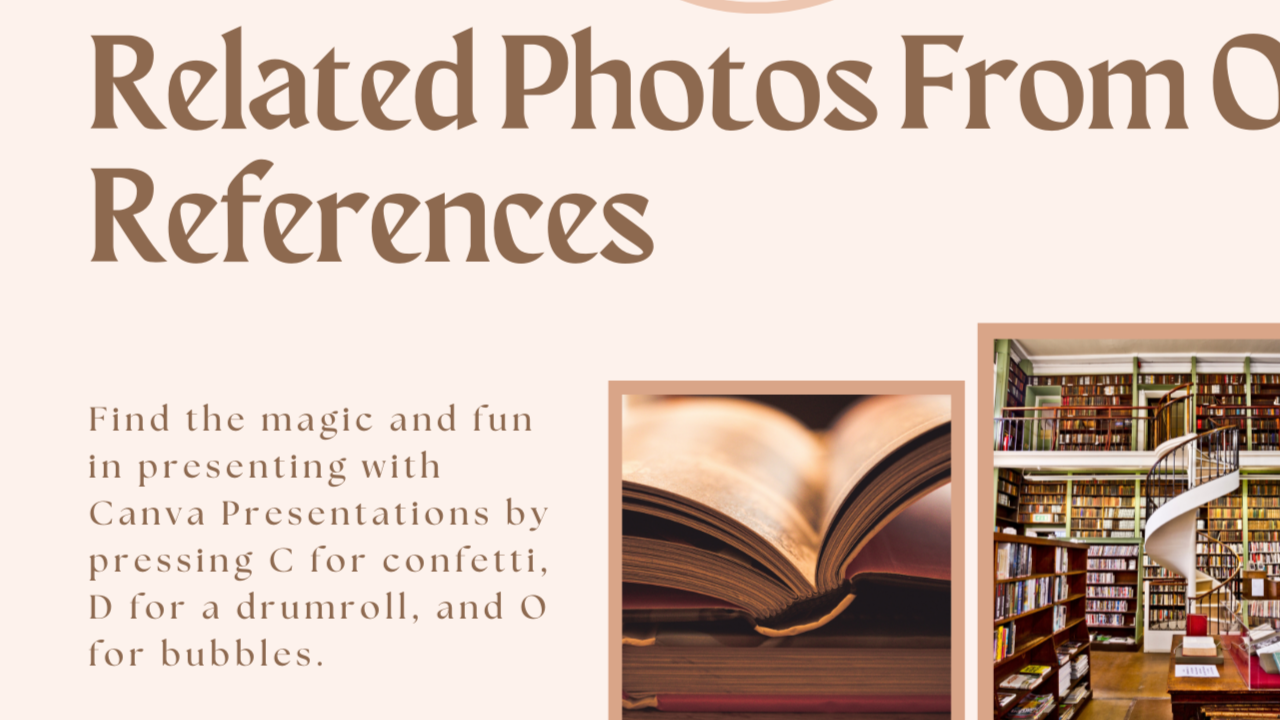 Related Photos From O
References
Find the magic and fun
in presenting with
Canva Presentations by
pressing C for confetti,
D for a drumroll, and O
for bubbles.